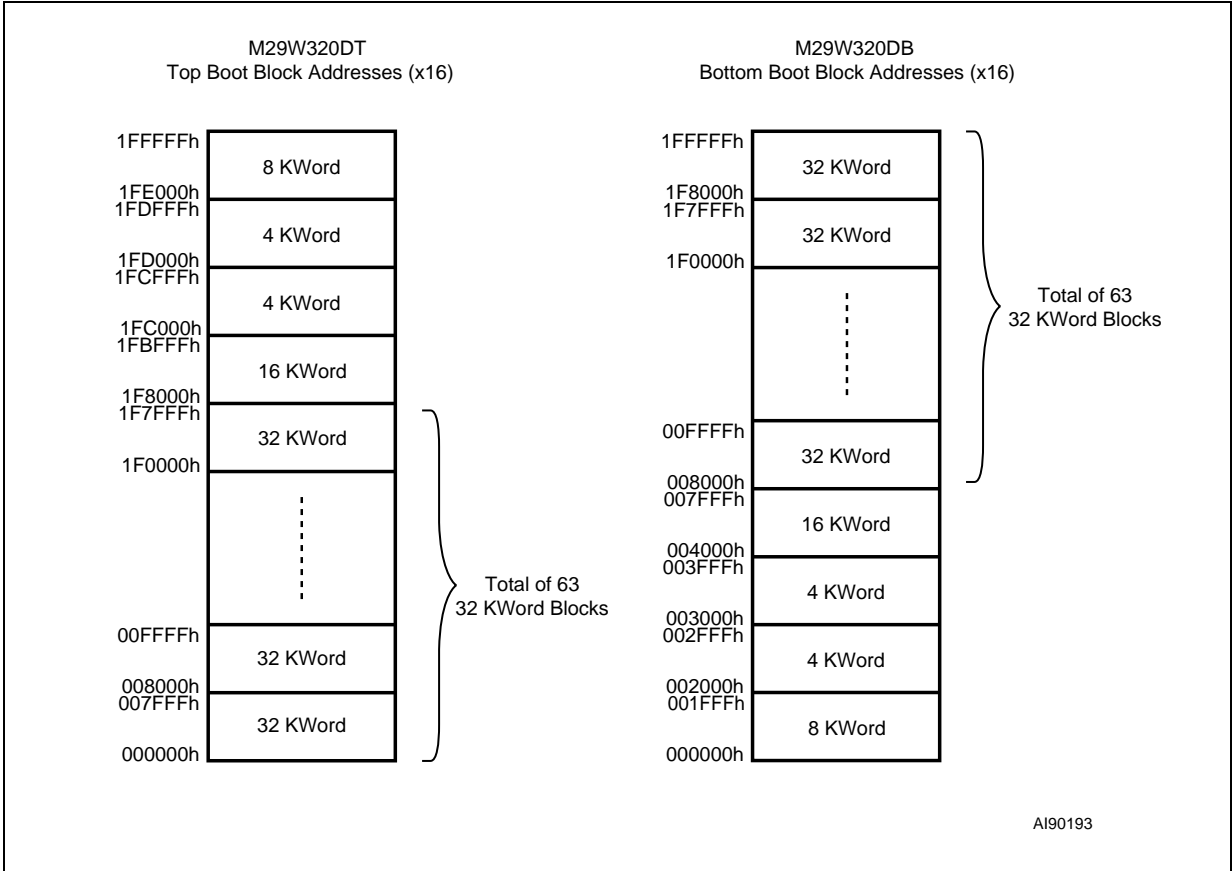 M29W320DT
Top Boot Block Addresses (x16)
1FFFFFh
8 KWord
1FE000h
1FDFFFh
4 KWord
1FD000h
1FCFFFh
4 KWord
1FC000h
1FBFFFh
16 KWord
1F8000h
1F7FFFh
32 KWord
1F0000h
Total of 63
32 KWord Blocks
00FFFFh
32 KWord
008000h
007FFFh
32 KWord
000000h
M29W320DB
Bottom Boot Block Addresses (x16)
1FFFFFh
32 KWord
1F8000h
1F7FFFh
32 KWord
1F0000h
Total of 63
32 KWord Blocks
00FFFFh
32 KWord
008000h
007FFFh
16 KWord
004000h
003FFFh
4 KWord
003000h
002FFFh
4 KWord
002000h
001FFFh
8 KWord
000000h
AI90193